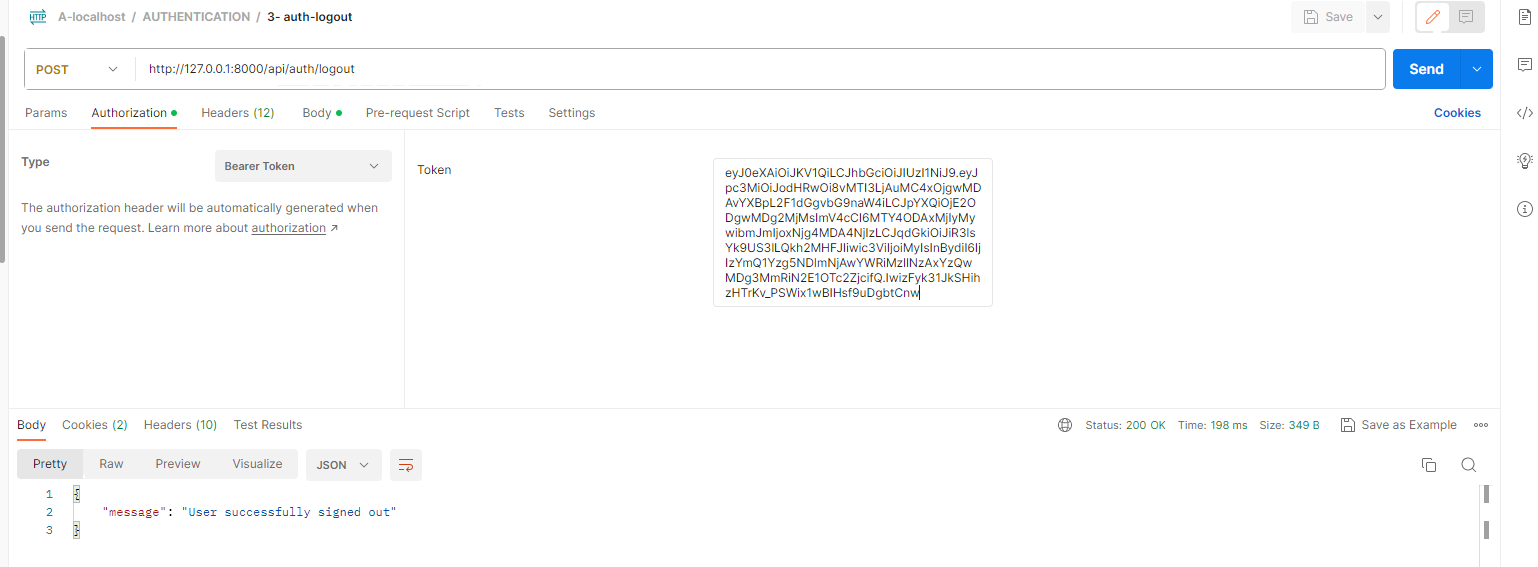 HTTP A-localhost / AUTHENTICATION / 3- auth-logout
Save
POST
http://127.0.0.1:8000/api/auth/logout
Send
Params Authorization Headers (12) Body Pre-request Script Tests Settings
Cookies
Type
Bearer Token
The authorization header will be automatically generated when
you send the request. Learn more about authorization ↗
Token
eyJ0eXAiOiJKV1QiLCJhbGciOiJIUzI1NiJ9.eyJ
pc3MiOiJodHRwOi8vMTI3LjAuMC4xOjgwMD
AvYXBpL2F1dGgvbG9naW4iLCJpYXQiOjE2O
DgwMDg2MjMsImV4cCI6MTY4ODAxMjIyMy
wibmJmIjoxNjg4MDA4NjIzLCJqdGkiOiJiR3ls
Yk9US3lLQkh2MHFJIiwic3ViIjoiMyIsInBydiI6Ij
IzYmQ1Yzg5NDlmNjAwYWRiMzllNzAxYzQw
MDg3MmRiN2E1OTc2ZjcifQ.IwizFyk31JkSHih
zHTrKv_PSWix1wBIHsf9uDgbtCnw
Body Cookies (2) Headers (10) Test Results
Status: 200 OK Time: 198 ms Size: 349 B Save as Example
Pretty Raw Preview Visualize JSON
1 {
2 "message": "User successfully signed out"
3 }